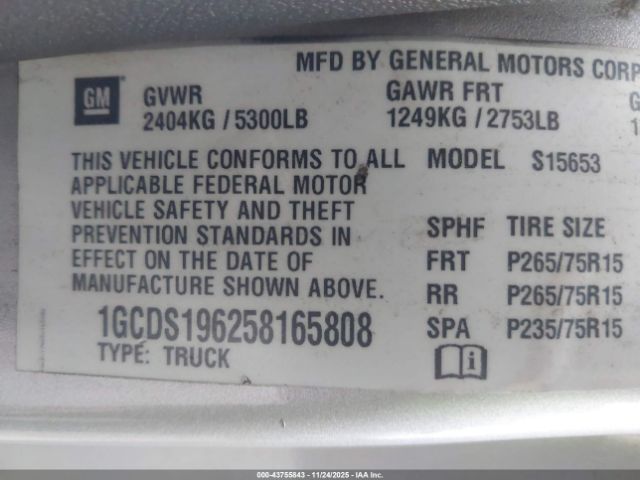 MFD BY GENERAL MOTORS CORP
GM
GVWR
2404KG / 5300LB
GAWR FRT
1249KG / 2753LB
THIS VEHICLE CONFORMS TO ALL
APPLICABLE FEDERAL MOTOR
VEHICLE SAFETY AND THEFT
PREVENTION STANDARDS IN
EFFECT ON THE DATE OF
MANUFACTURE SHOWN ABOVE.
1GCDS196258165808
TYPE: TRUCK
MODEL S15653
SPHF TIRE SIZE
FRT P265/75R15
RR P265/75R15
SPA P235/75R15
i
000-43755843 - 11/24/2025 - IAA Inc.